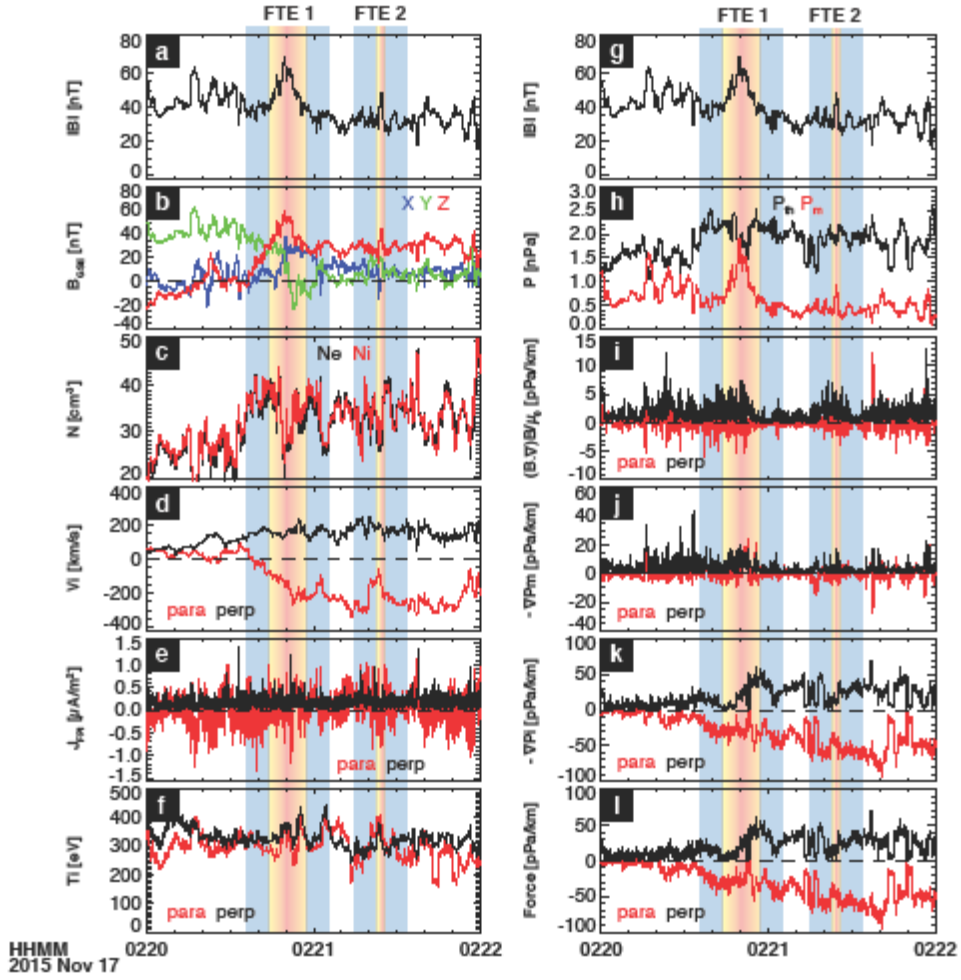 FTE 1 FTE 2
a
|B| [nT]
80
60
40
20
0
b
X Y Z
B_GSE [nT]
80
60
40
20
0
-20
-40
c
Ne Ni
N [cm³]
50
40
30
20
d
Vi [km/s]
400
200
0
-200
-400
para perp
e
J_FPI [μA/m²]
1.5
1.0
0.5
0.0
-0.5
-1.0
-1.5
para perp
f
Ti [eV]
500
400
300
200
100
0
para perp
0220 0221 0222
HHMM
2015 Nov 17
FTE 1 FTE 2
g
|B| [nT]
80
60
40
20
0
h
P_th P_m
P [nPa]
3.0
2.5
2.0
1.5
1.0
0.5
0.0
i
(B.∇)B/μ₀ [pPa/km]
15
10
5
0
-5
-10
para perp
j
- ∇Pm [pPa/km]
60
40
20
0
-20
-40
para perp
k
- ∇Pi [pPa/km]
100
50
0
-50
-100
para perp
l
Force [pPa/km]
100
50
0
-50
-100
para perp
0220 0221 0222